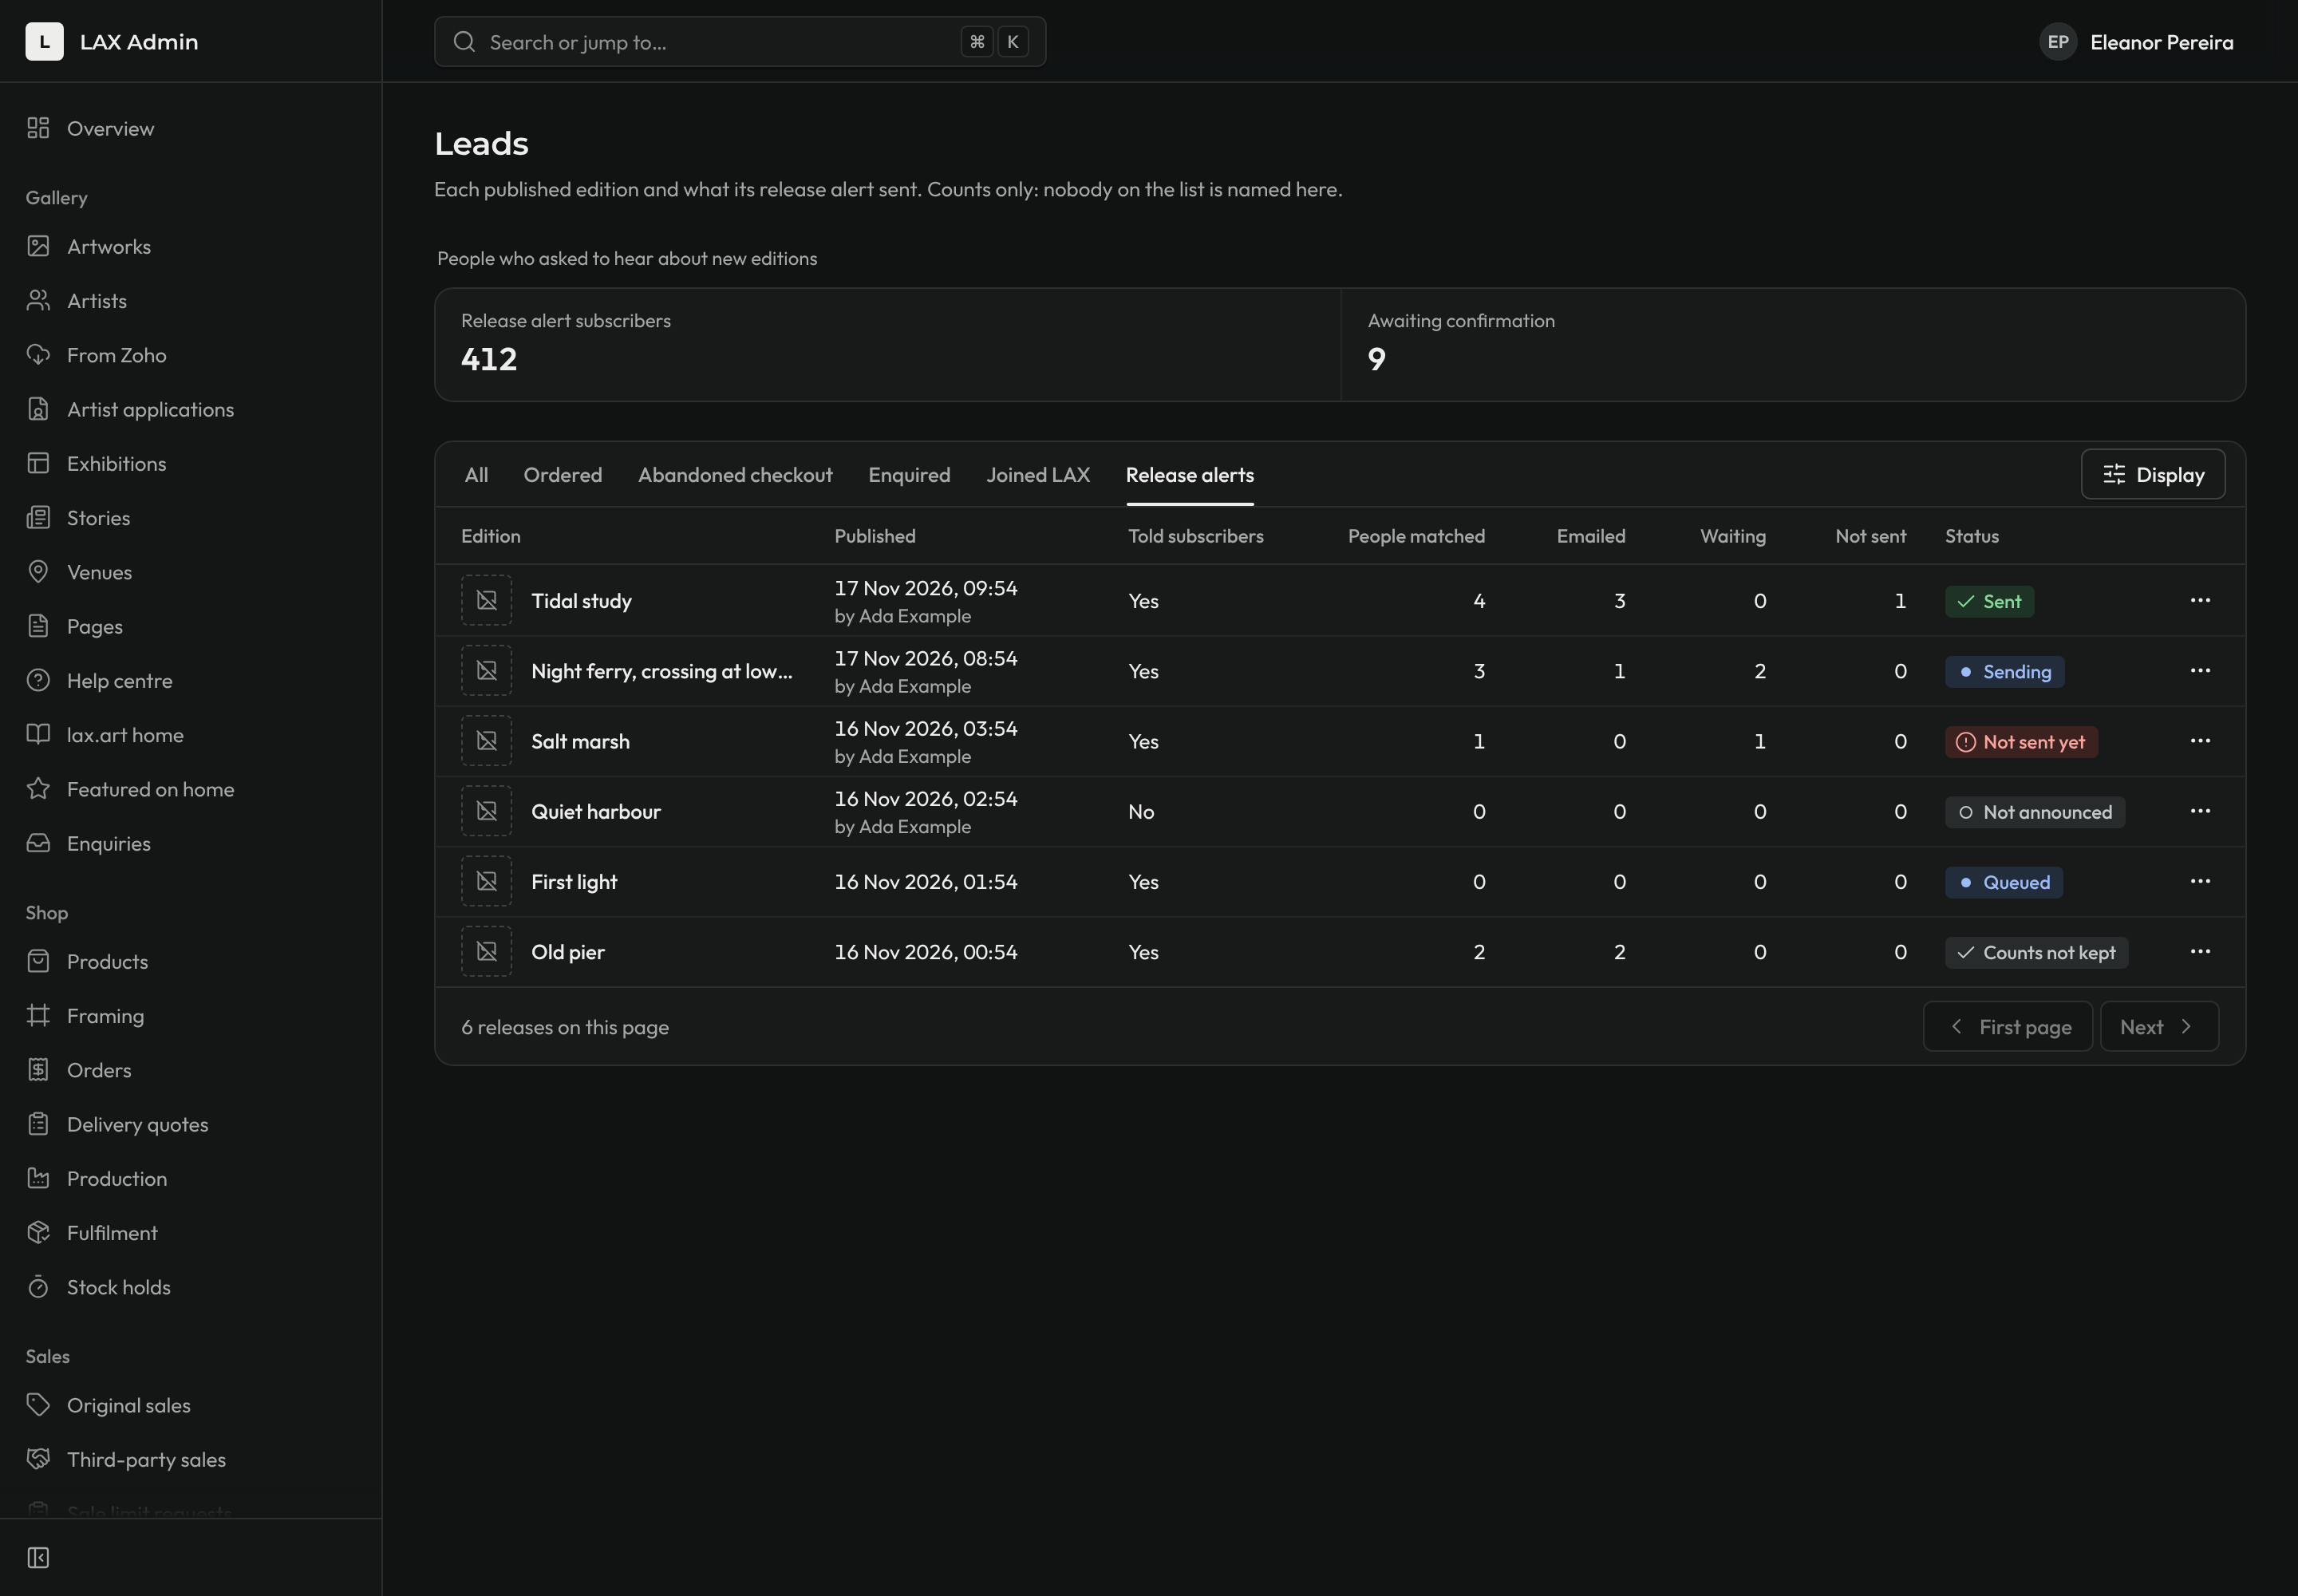 L LAX Admin
Search or jump to...
⌘ K
EP Eleanor Pereira
Overview
Gallery
Artworks
Artists
From Zoho
Artist applications
Exhibitions
Stories
Venues
Pages
Help centre
lax.art home
Featured on home
Enquiries
Shop
Products
Framing
Orders
Delivery quotes
Production
Fulfilment
Stock holds
Sales
Original sales
Third-party sales
Sale limit requests
Leads
Each published edition and what its release alert sent. Counts only: nobody on the list is named here.
People who asked to hear about new editions
Release alert subscribers
412
Awaiting confirmation
9
All Ordered Abandoned checkout Enquired Joined LAX Release alerts
Display
Edition Published Told subscribers People matched Emailed Waiting Not sent Status
Tidal study 17 Nov 2026, 09:54 Yes 4 3 0 1 Sent
by Ada Example
Night ferry, crossing at low... 17 Nov 2026, 08:54 Yes 3 1 2 0 Sending
by Ada Example
Salt marsh 16 Nov 2026, 03:54 Yes 1 0 1 0 Not sent yet
by Ada Example
Quiet harbour 16 Nov 2026, 02:54 No 0 0 0 0 Not announced
by Ada Example
First light 16 Nov 2026, 01:54 Yes 0 0 0 0 Queued
Old pier 16 Nov 2026, 00:54 Yes 2 2 0 0 Counts not kept
6 releases on this page
First page
Next